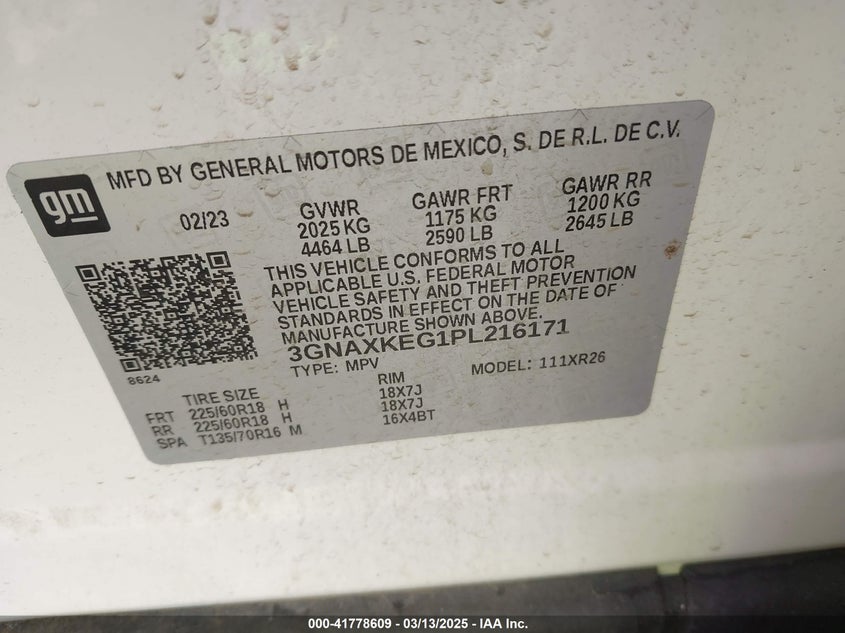 gm
MFD BY GENERAL MOTORS DE MEXICO, S. DE R.L. DE C.V.
02/23 GVWR GAWR FRT GAWR RR
2025 KG 1175 KG 1200 KG
4464 LB 2590 LB 2645 LB
THIS VEHICLE CONFORMS TO ALL
APPLICABLE U.S. FEDERAL MOTOR
VEHICLE SAFETY AND THEFT PREVENTION
STANDARDS IN EFFECT ON THE DATE OF
MANUFACTURE SHOWN ABOVE.
3GNAXKEG1PL216171
TYPE: MPV MODEL: 111XR26
8624
TIRE SIZE RIM
FRT 225/60R18 H 18X7J
RR 225/60R18 H 18X7J
SPA T135/70R16 M 16X4BT
000-41778609 - 03/13/2025 - IAA Inc.